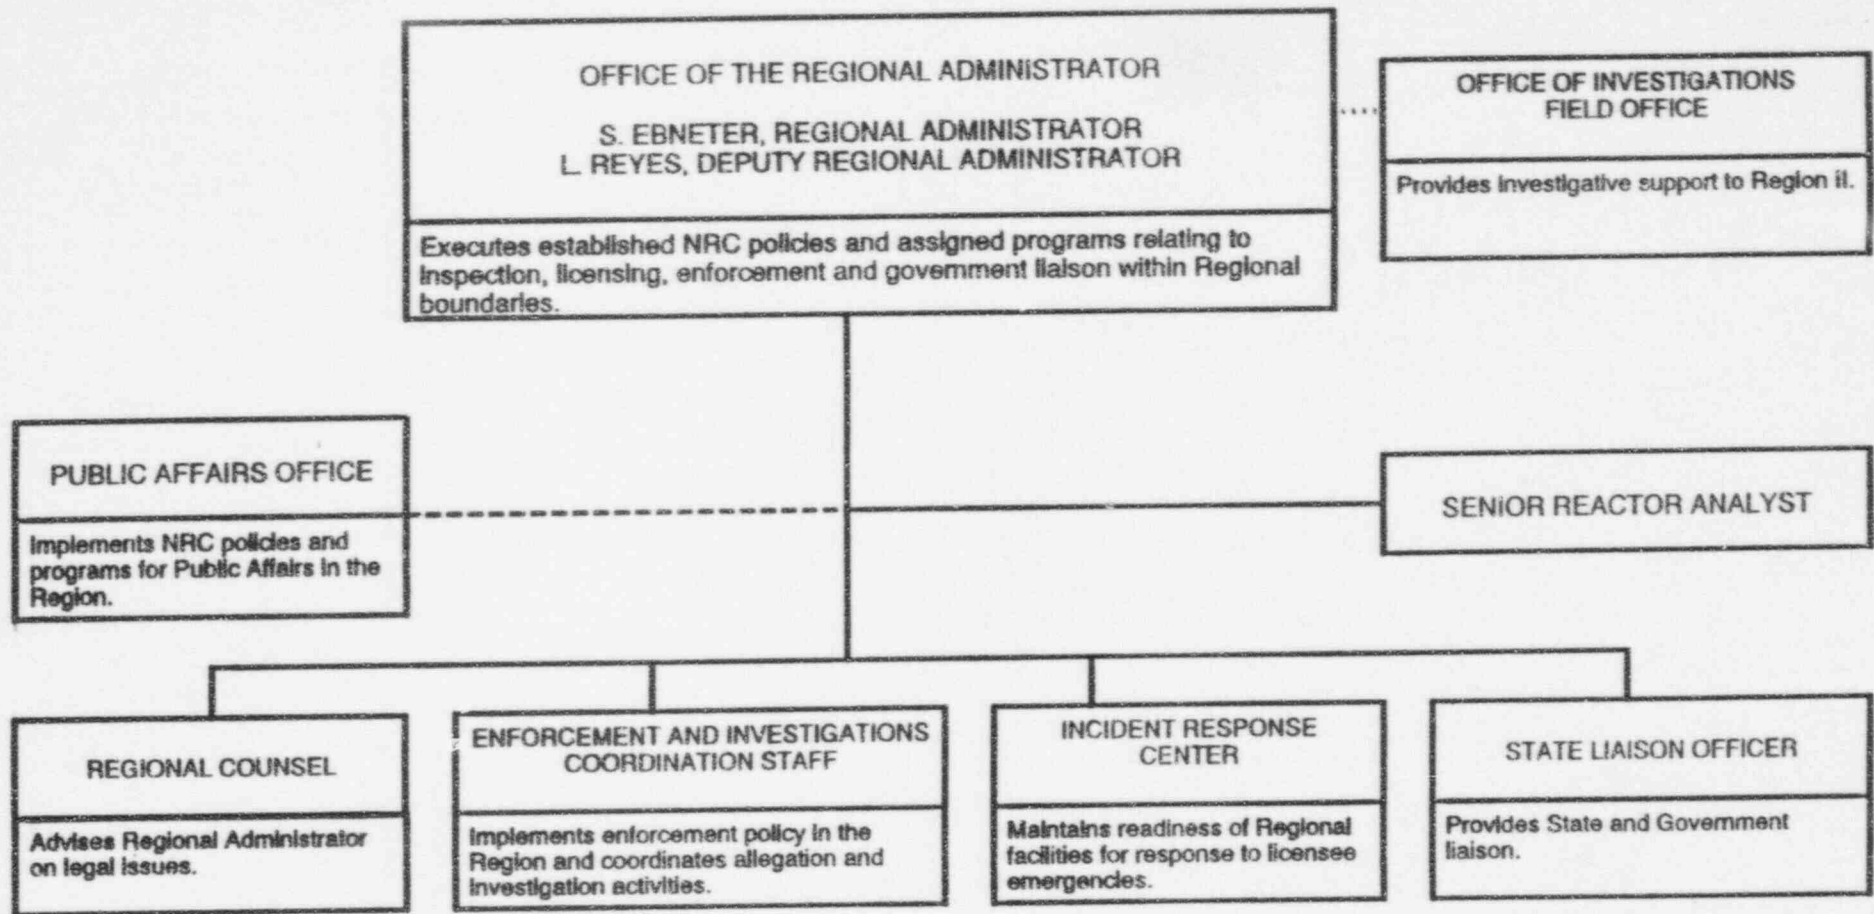 OFFICE OF THE REGIONAL ADMINISTRATOR
S. EBNETER, REGIONAL ADMINISTRATOR
L. REYES, DEPUTY REGIONAL ADMINISTRATOR
Executes established NRC policies and assigned programs relating to
inspection, licensing, enforcement and government liaison within Regional
boundaries.
OFFICE OF INVESTIGATIONS
FIELD OFFICE
Provides investigative support to Region II.
PUBLIC AFFAIRS OFFICE
Implements NRC policies and
programs for Public Affairs in the
Region.
SENIOR REACTOR ANALYST
REGIONAL COUNSEL
Advises Regional Administrator
on legal issues.
ENFORCEMENT AND INVESTIGATIONS
COORDINATION STAFF
Implements enforcement policy in the
Region and coordinates allegation and
investigation activities.
INCIDENT RESPONSE
CENTER
Maintains readiness of Regional
facilities for response to licensee
emergencies.
STATE LIAISON OFFICER
Provides State and Government
liaison.